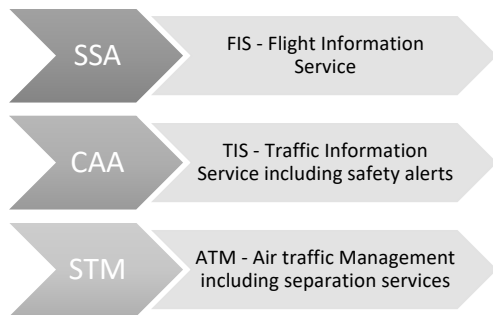 SSA
FIS - Flight Information
Service
CAA
TIS - Traffic Information
Service including safety alerts
STM
ATM - Air traffic Management
including separation services